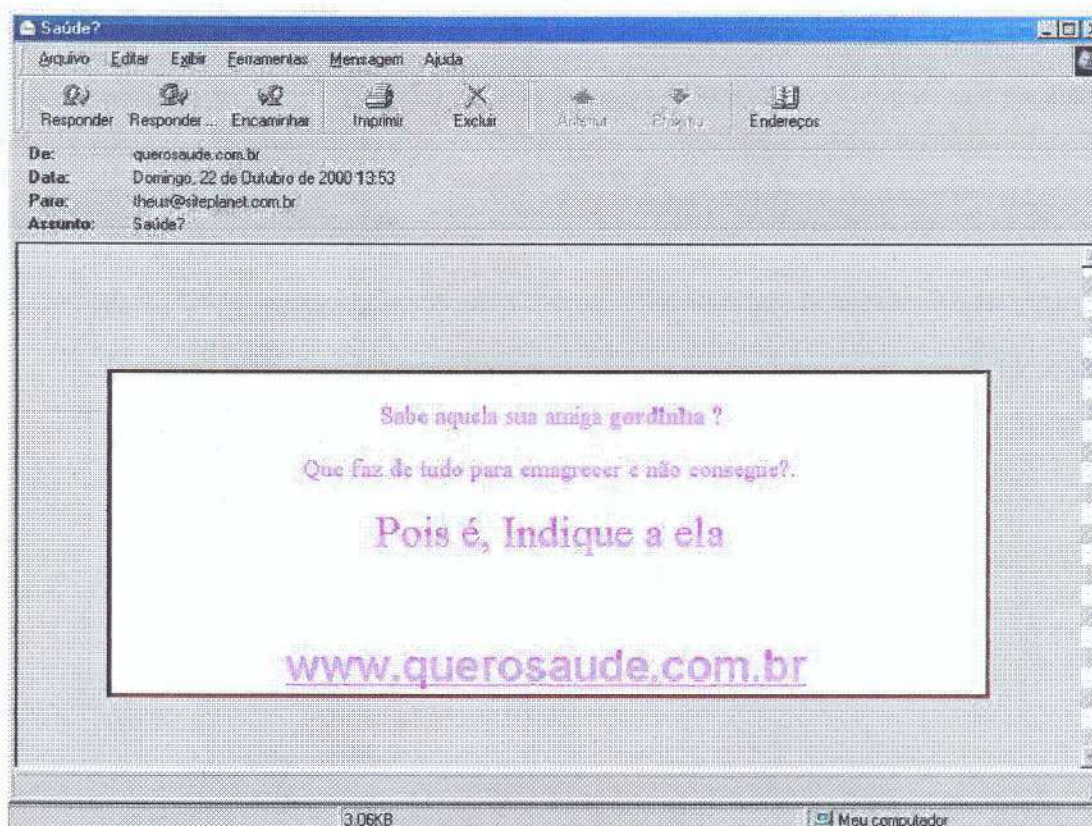 Saúde?
Arquivo Editar Exibir Ferramentas Mensagem Ajuda
Responder Responder ... Encaminhar Imprimir Excluir Anterior Próxima Endereços
De: querosaude.com.br
Data: Domingo, 22 de Outubro de 2000 13:53
Para: theus@siteplanet.com.br
Assunto: Saúde?
Sabe aquela sua amiga gordinha ?
Que faz de tudo para emagrecer e não consegue?.
Pois é, Indique a ela
www.querosaude.com.br
3,06KB Meu computador